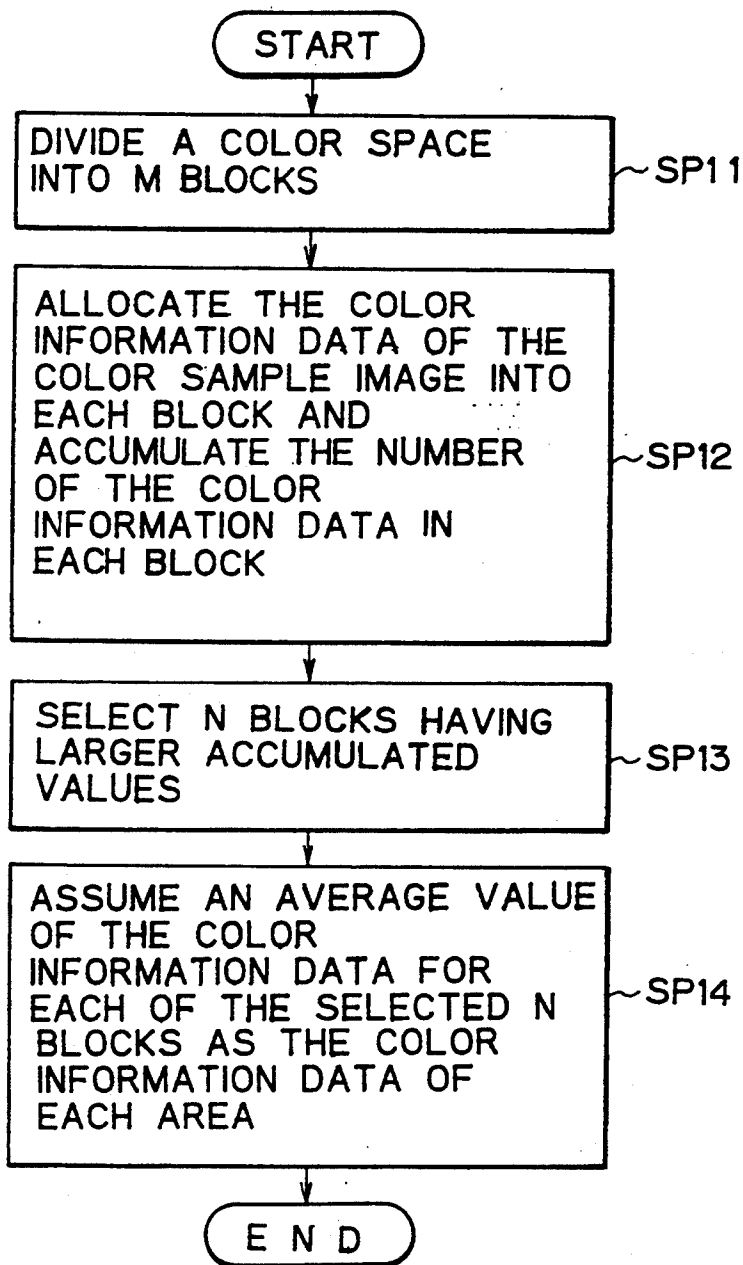 START
DIVIDE A COLOR SPACE
INTO M BLOCKS
SP11
ALLOCATE THE COLOR
INFORMATION DATA OF THE
COLOR SAMPLE IMAGE INTO
EACH BLOCK AND
ACCUMULATE THE NUMBER
OF THE COLOR
INFORMATION DATA IN
EACH BLOCK
SP12
SELECT N BLOCKS HAVING
LARGER ACCUMULATED
VALUES
SP13
ASSUME AN AVERAGE VALUE
OF THE COLOR
INFORMATION DATA FOR
EACH OF THE SELECTED N
BLOCKS AS THE COLOR
INFORMATION DATA OF
EACH AREA
SP14
END